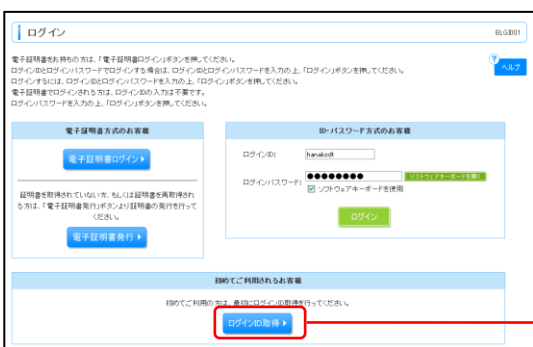 ログイン
BLGI001
電子証明書をお持ちの方は、「電子証明書ログイン」ボタンを押してください。
ログインIDとログインパスワードでログインする場合は、ログインIDとログインパスワードを入力の上、「ログイン」ボタンを押してください。
ログインするには、ログインIDとログインパスワードを入力の上、「ログイン」ボタンを押してください。
電子証明書でログインされる方は、ログインIDの入力は不要です。
ログインパスワードを入力の上、「ログイン」ボタンを押してください。
ヘルプ
電子証明書方式のお客様
電子証明書ログイン
証明書を取得されていない方、もしくは証明書を再取得され
る方は、「電子証明書発行」ボタンより証明書の発行を行って
ください。
電子証明書発行
ID・パスワード方式のお客様
ログインID:
hanakodt
ログインパスワード:
●●●●●●●●
ソフトウェアキーボードを開く
ソフトウェアキーボードを使用
ログイン
初めてご利用されるお客様
初めてご利用の方は、最初にログインID取得を行ってください。
ログインID取得